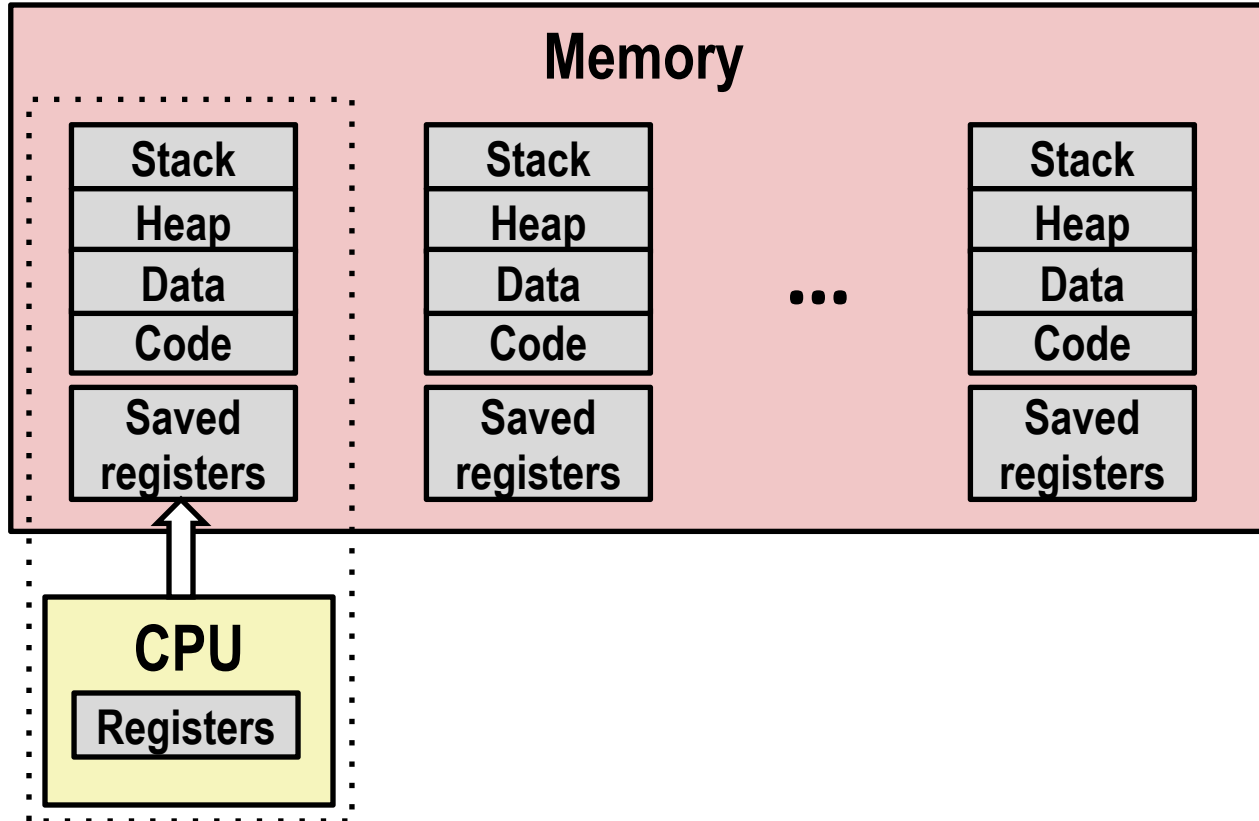 Memory
Stack
Heap
Data
Code
Saved
registers
Stack
Heap
Data
Code
Saved
registers
...
Stack
Heap
Data
Code
Saved
registers
CPU
Registers